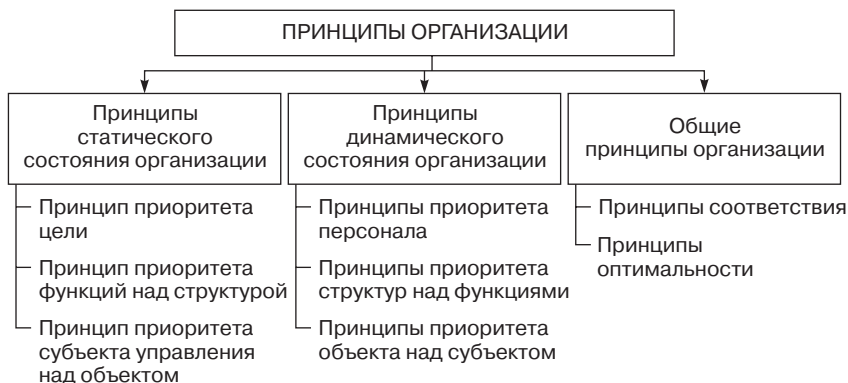 ПРИНЦИПЫ ОРГАНИЗАЦИИ
Принципы
статического
состояния организации
Принцип приоритета
цели
Принцип приоритета
функций над структурой
Принцип приоритета
субъекта управления
над объектом
Принципы
динамического
состояния организации
Принципы приоритета
персонала
Принципы приоритета
структур над функциями
Принципы приоритета
объекта над субъектом
Общие
принципы организации
Принципы соответствия
Принципы
оптимальности